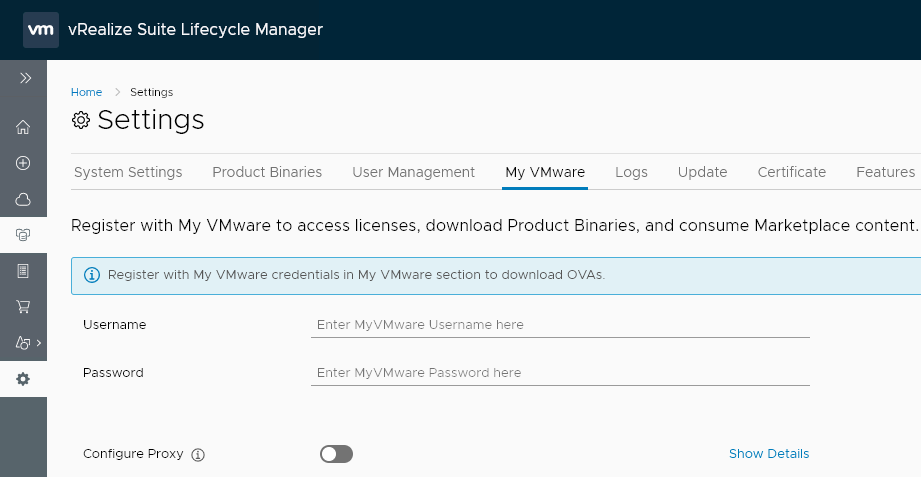 vm vRealize Suite Lifecycle Manager
Home > Settings
Settings
System Settings Product Binaries User Management My VMware Logs Update Certificate Features
Register with My VMware to access licenses, download Product Binaries, and consume Marketplace content.
Register with My VMware credentials in My VMware section to download OVAs.
Username Enter MyVMware Username here
Password Enter MyVMware Password here
Configure Proxy Show Details